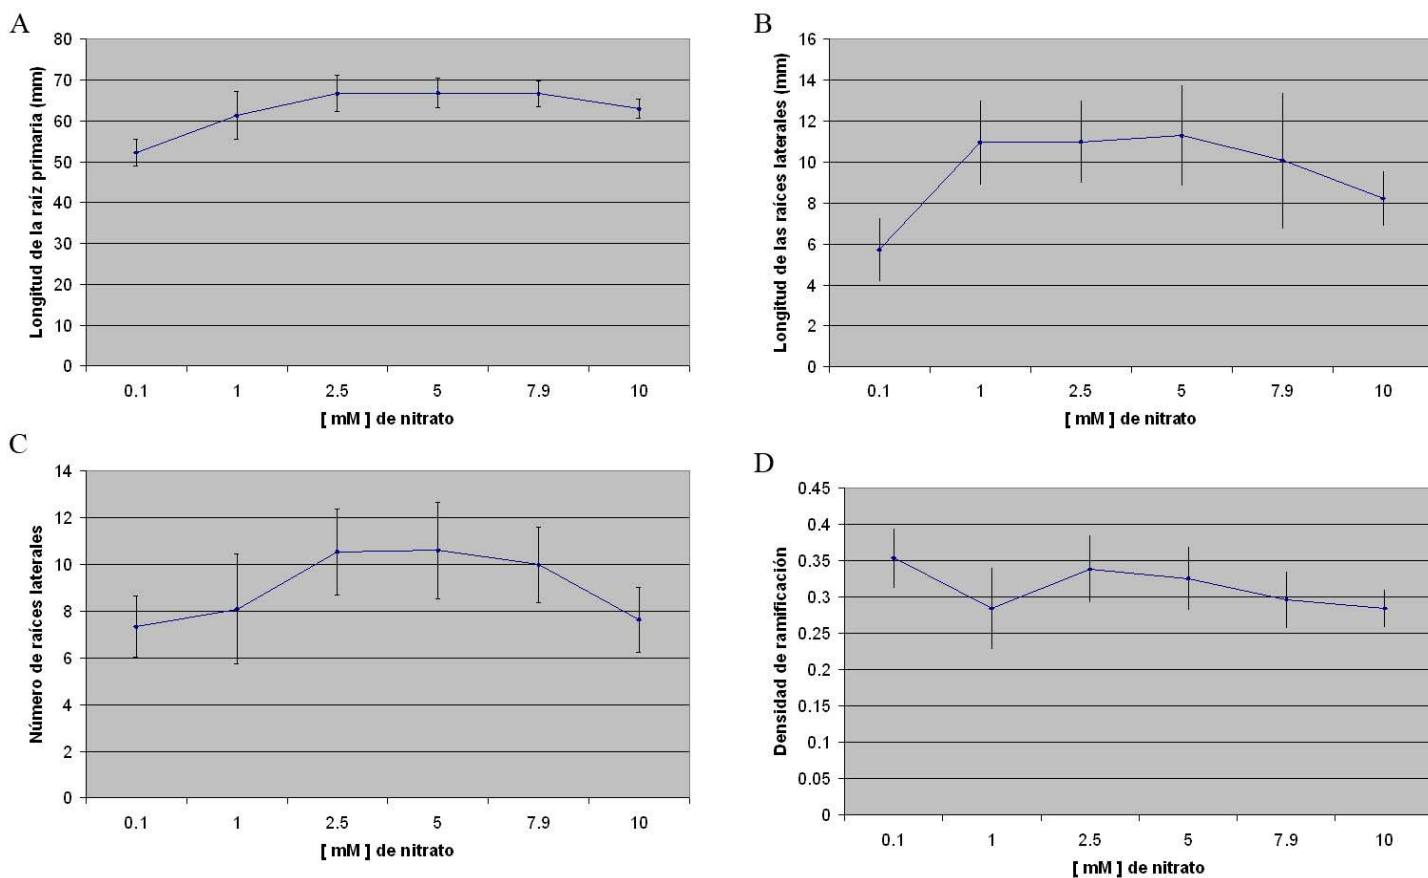 A
80
70
60
50
40
30
20
10
0
Longitud de la raíz primaria (mm)
0.1 1 2.5 5 7.9 10
[ mM ] de nitrato
B
16
14
12
10
8
6
4
2
0
Longitud de las raíces laterales (mm)
0.1 1 2.5 5 7.9 10
[ mM ] de nitrato
C
14
12
10
8
6
4
2
0
Número de raíces laterales
0.1 1 2.5 5 7.9 10
[ mM ] de nitrato
D
0.45
0.4
0.35
0.3
0.25
0.2
0.15
0.1
0.05
0
Densidad de ramificación
0.1 1 2.5 5 7.9 10
[ mM ] de nitrato